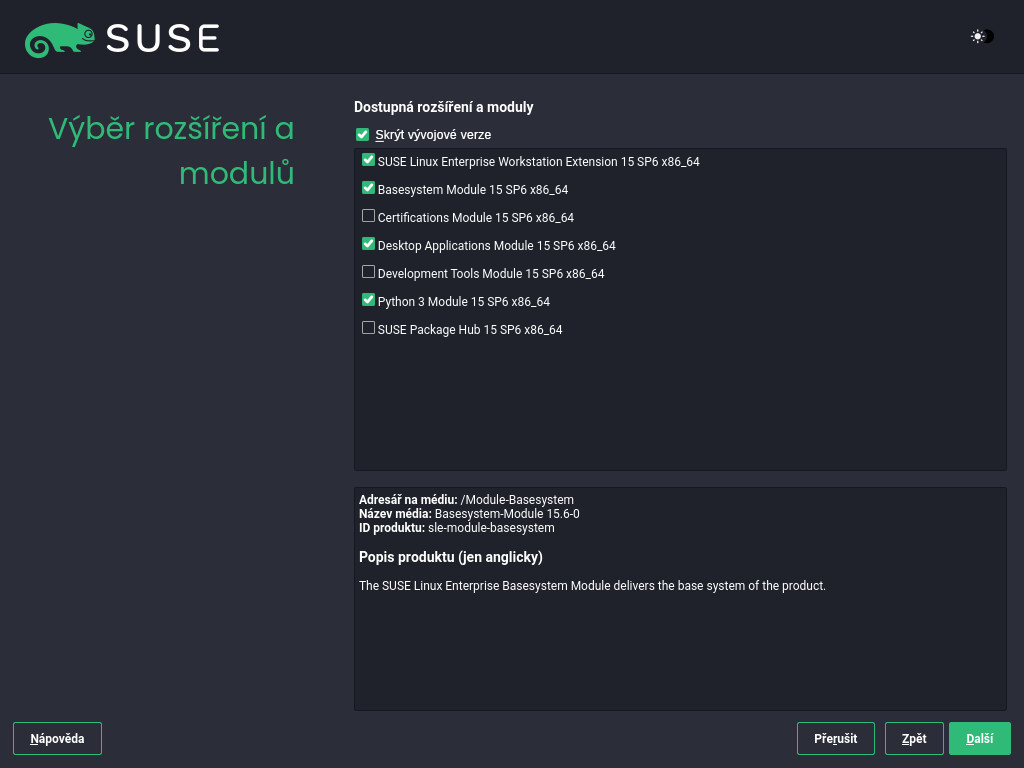 SUSE
Výběr rozšíření a
modulů
Dostupná rozšíření a moduly
Skrýt vývojové verze
SUSE Linux Enterprise Workstation Extension 15 SP6 x86_64
Basesystem Module 15 SP6 x86_64
Certifications Module 15 SP6 x86_64
Desktop Applications Module 15 SP6 x86_64
Development Tools Module 15 SP6 x86_64
Python 3 Module 15 SP6 x86_64
SUSE Package Hub 15 SP6 x86_64
Adresář na médiu: /Module-Basesystem
Název média: Basesystem-Module 15.6-0
ID produktu: sle-module-basesystem
Popis produktu (jen anglicky)
The SUSE Linux Enterprise Basesystem Module delivers the base system of the product.
Nápověda
Přerušit
Zpět
Další